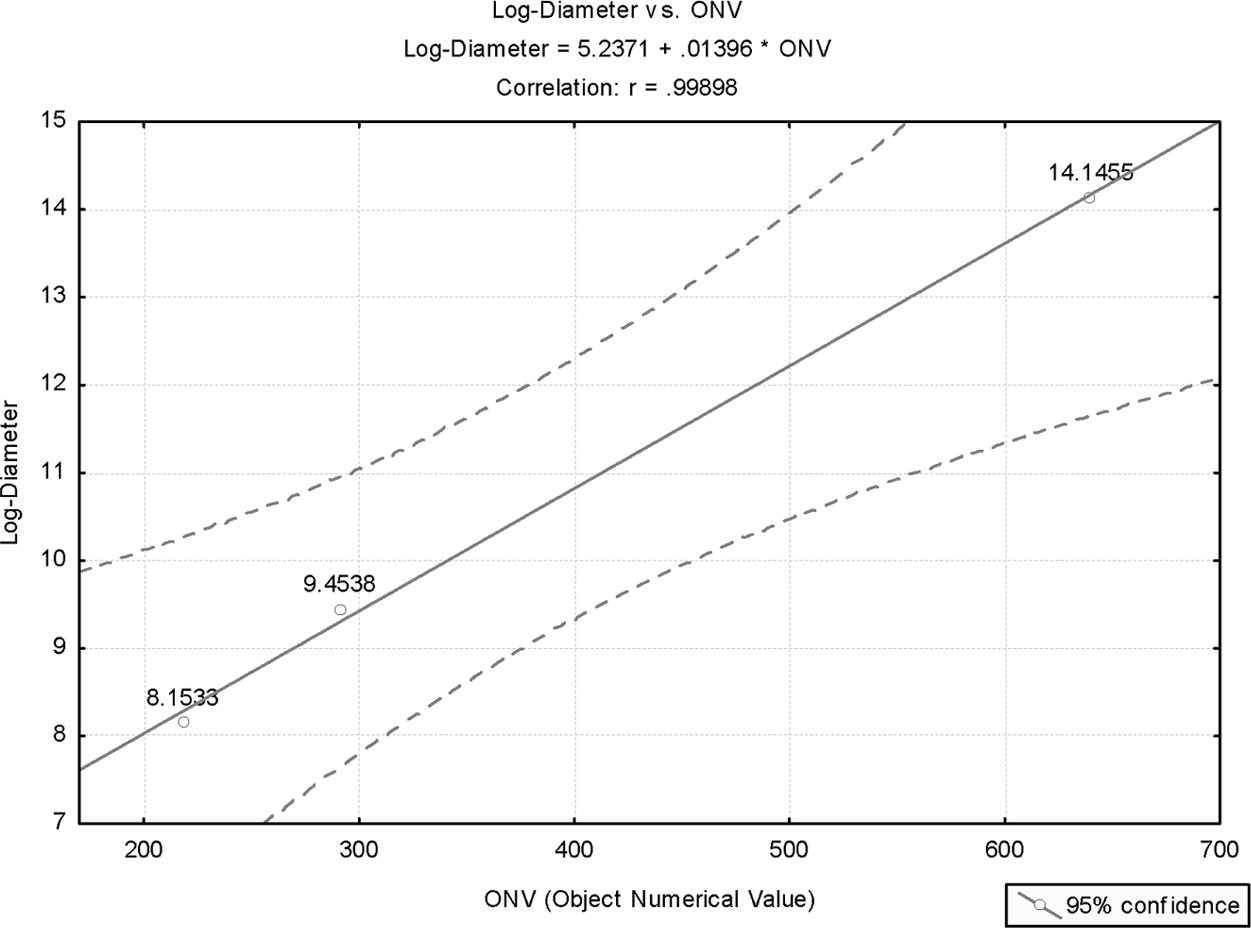 Log-Diameter vs. ONV
Log-Diameter = 5.2371 + .01396 * ONV
Correlation: r = .99898
15
14
13
12
11
10
9
8
7
Log-Diameter
14.1455
9.4538
8.1533
200 300 400 500 600 700
ONV (Object Numerical Value)
95% confidence